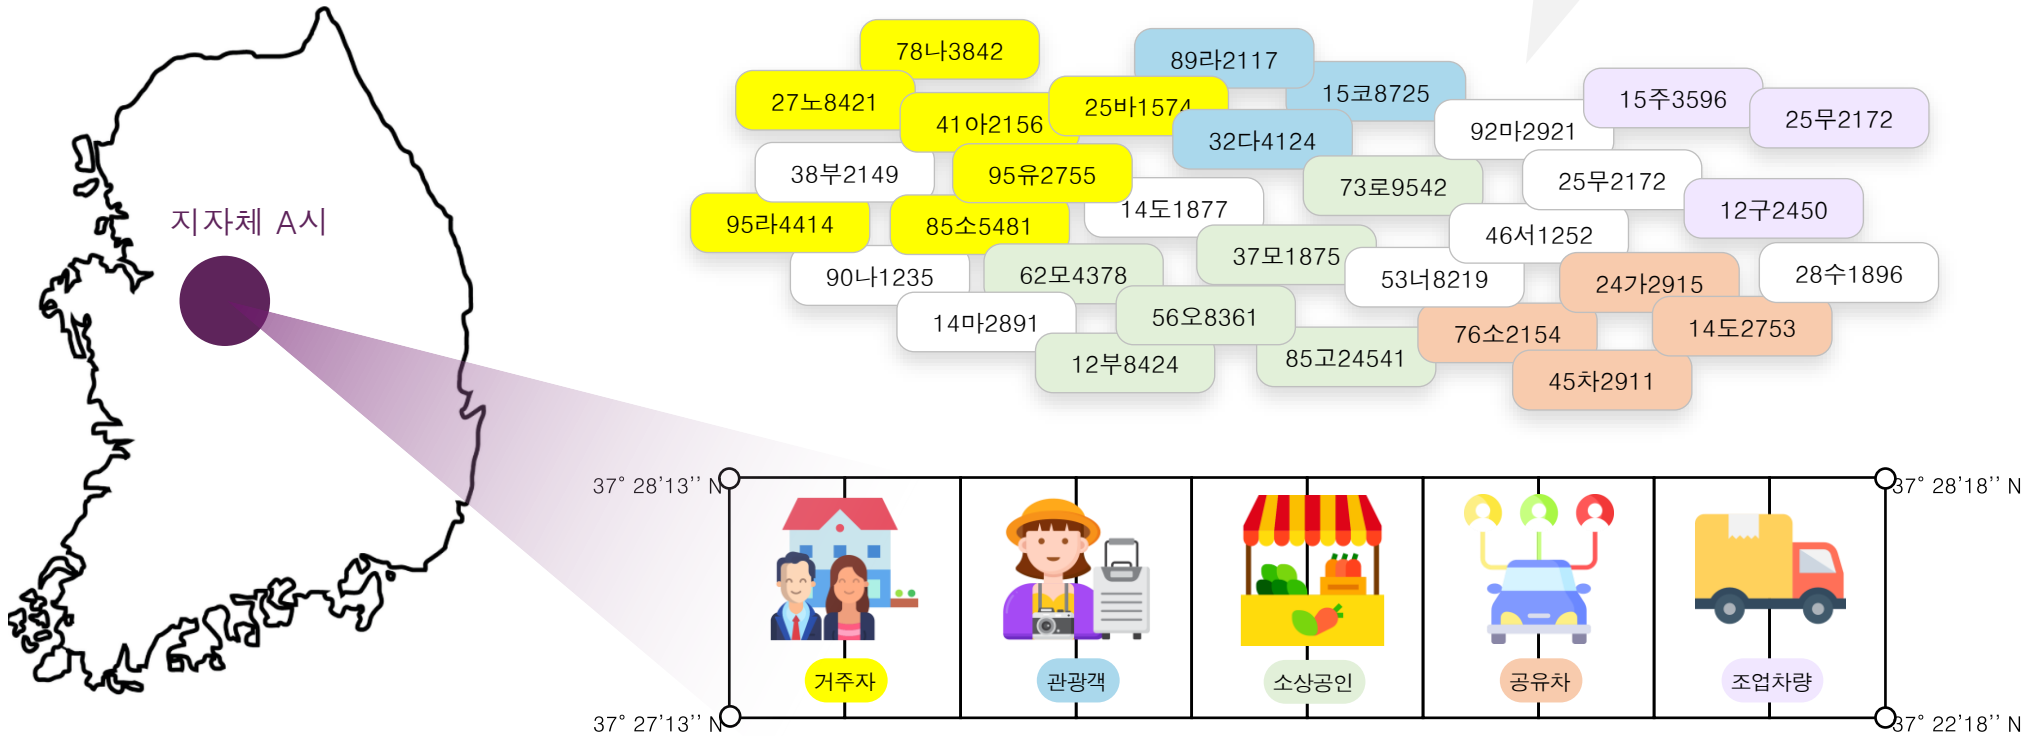 지자체 A시
78나3842
89라2117
27노8421
41아2156
25바1574
15코8725
15주3596
25무2172
32다4124
92마2921
38부2149
95유2755
73로9542
25무2172
95라4414
85소5481
14도1877
12구2450
46서1252
90나1235
62모4378
37모1875
53너8219
24가2915
28수1896
14마2891
56오8361
76소2154
14도2753
12부8424
85고24541
45차2911
37° 28'13'' N
37° 28'18'' N
거주자
관광객
소상공인
공유차
조업차량
37° 27'13'' N
37° 22'18'' N